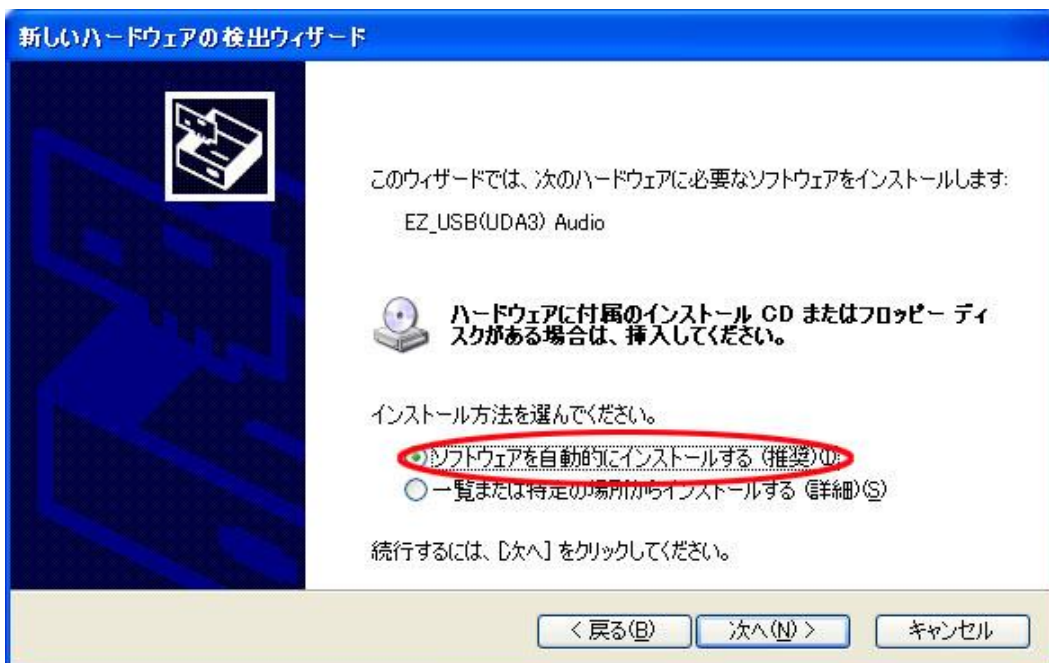 新しいハードウェアの検出ウィザード
このウィザードでは、次のハードウェアに必要なソフトウェアをインストールします:
EZ_USB(UDA3) Audio
ハードウェアに付属のインストール CD またはフロッピー ディ
スクがある場合は、挿入してください。
インストール方法を選んでください。
ソフトウェアを自動的にインストールする (推奨)(I)
一覧または特定の場所からインストールする (詳細)(S)
続行するには、[次へ] をクリックしてください。
< 戻る(B)
次へ(N) >
キャンセル